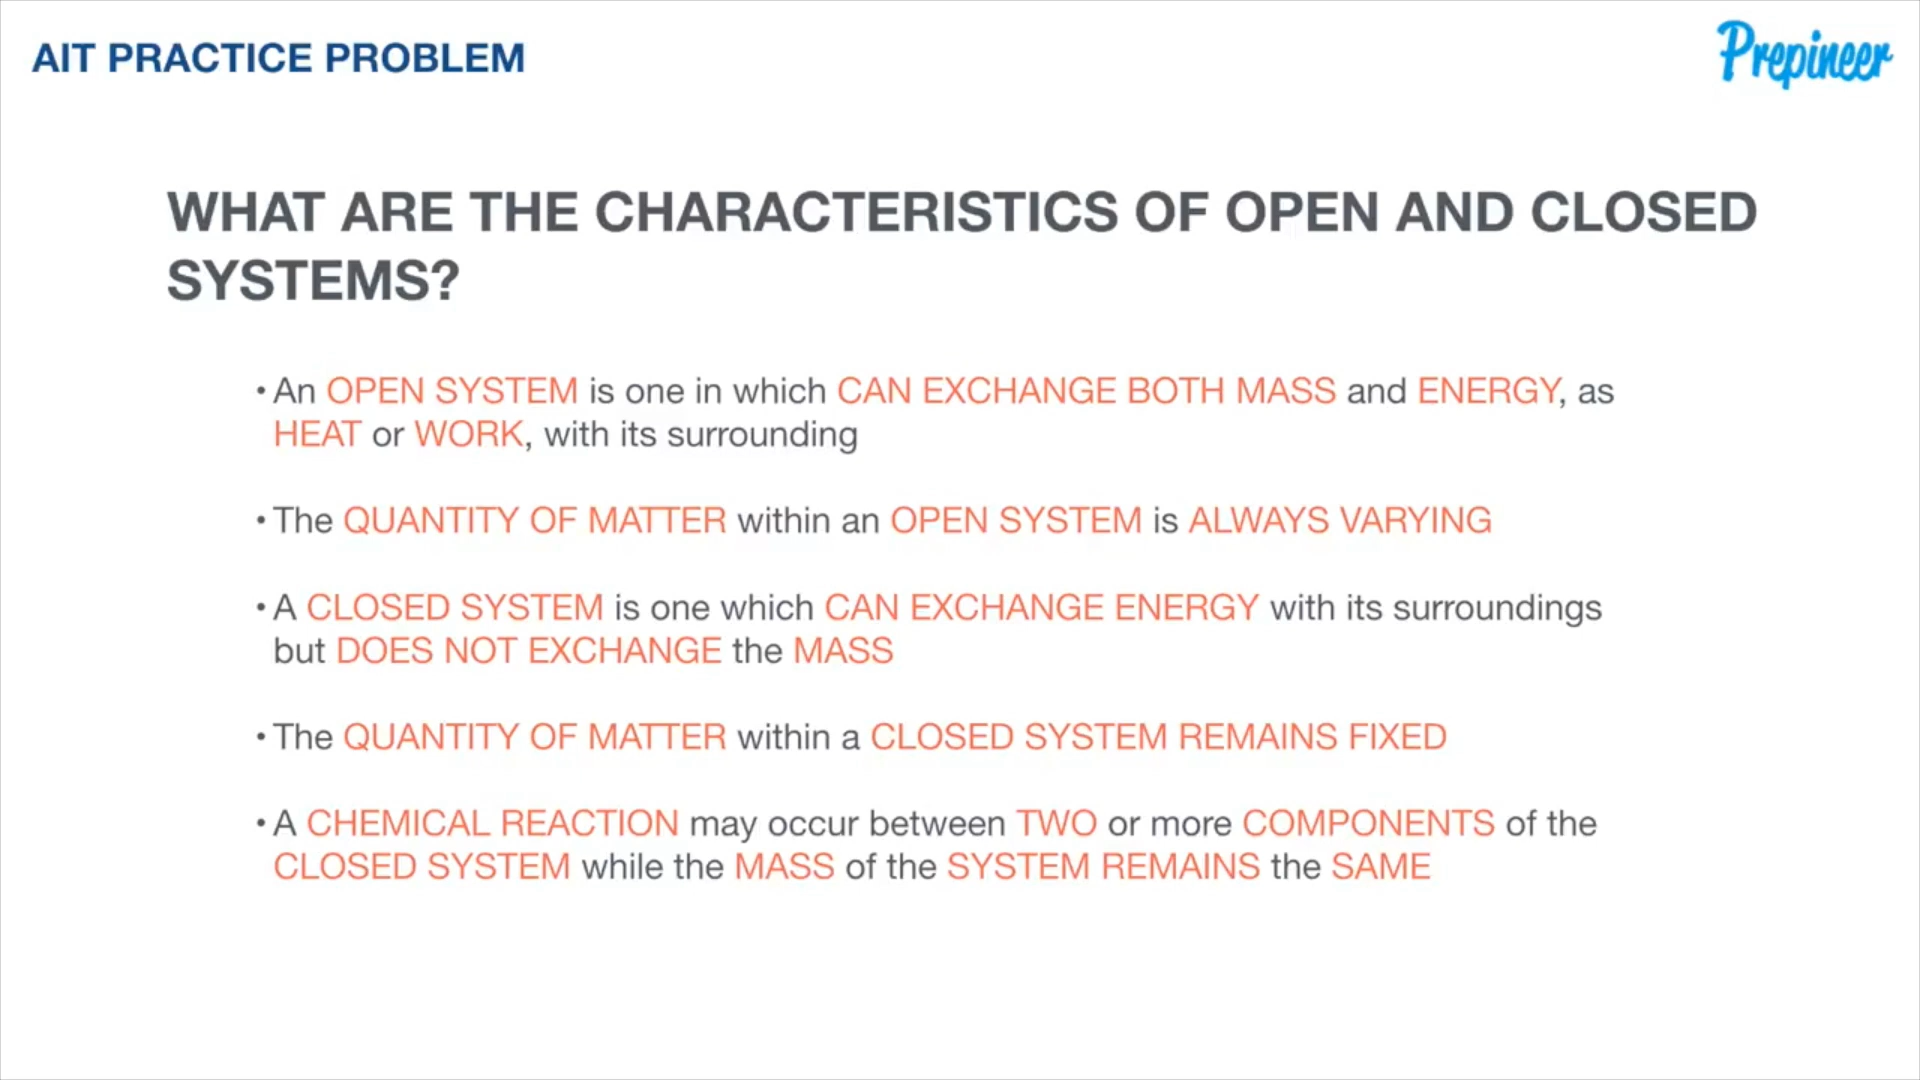 AIT PRACTICE PROBLEM
Prepineer
WHAT ARE THE CHARACTERISTICS OF OPEN AND CLOSED
SYSTEMS?
• An OPEN SYSTEM is one in which CAN EXCHANGE BOTH MASS and ENERGY, as
HEAT or WORK, with its surrounding
• The QUANTITY OF MATTER within an OPEN SYSTEM is ALWAYS VARYING
• A CLOSED SYSTEM is one which CAN EXCHANGE ENERGY with its surroundings
but DOES NOT EXCHANGE the MASS
• The QUANTITY OF MATTER within a CLOSED SYSTEM REMAINS FIXED
• A CHEMICAL REACTION may occur between TWO or more COMPONENTS of the
CLOSED SYSTEM while the MASS of the SYSTEM REMAINS the SAME